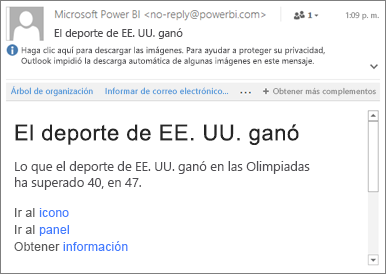 Microsoft Power BI <no-reply@powerbi.com>
1
1:09 p. m.
El deporte de EE. UU. ganó
Haga clic aquí para descargar las imágenes. Para ayudar a proteger su privacidad,
Outlook impidió la descarga automática de algunas imágenes en este mensaje.
Árbol de organización
Informar de correo electrónico...
...
+ Obtener más complementos
El deporte de EE. UU. ganó
Lo que el deporte de EE. UU. ganó en las Olimpiadas
ha superado 40, en 47.
Ir al icono
Ir al panel
Obtener información